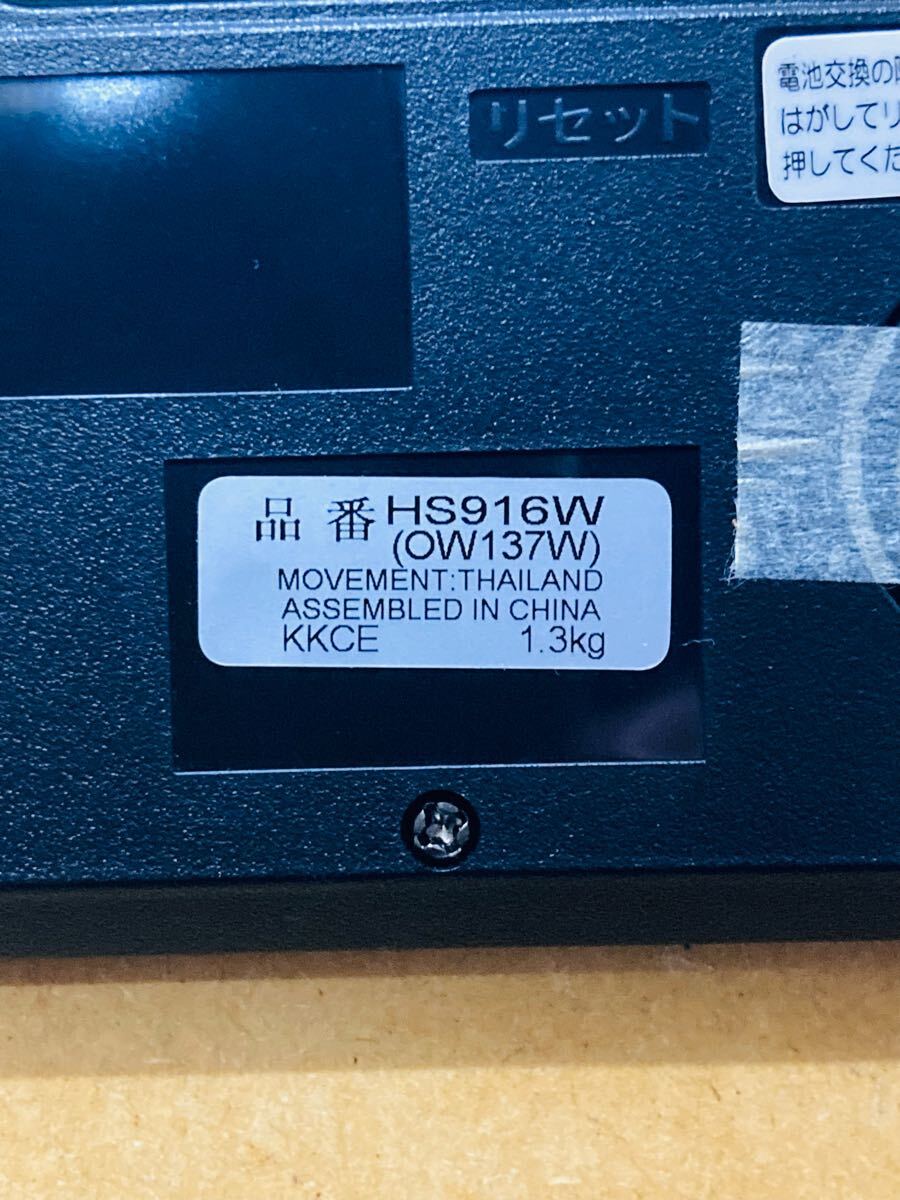 リセット
電池交換の
はがしてリ
押してくだ
品番 HS916W
(OW137W)
MOVEMENT:THAILAND
ASSEMBLED IN CHINA
KKCE 1.3kg